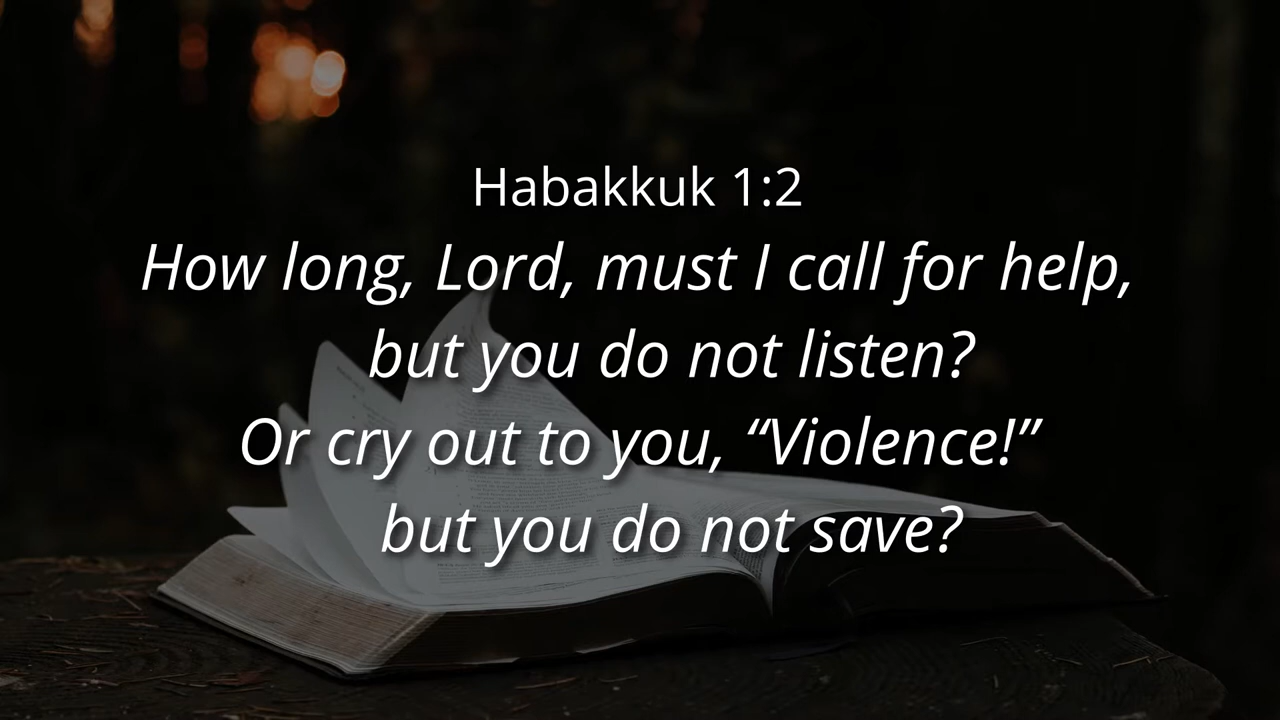 Habakkuk 1:2
How long, Lord, must I call for help,
but you do not listen?
Or cry out to you, “Violence!”
but you do not save?